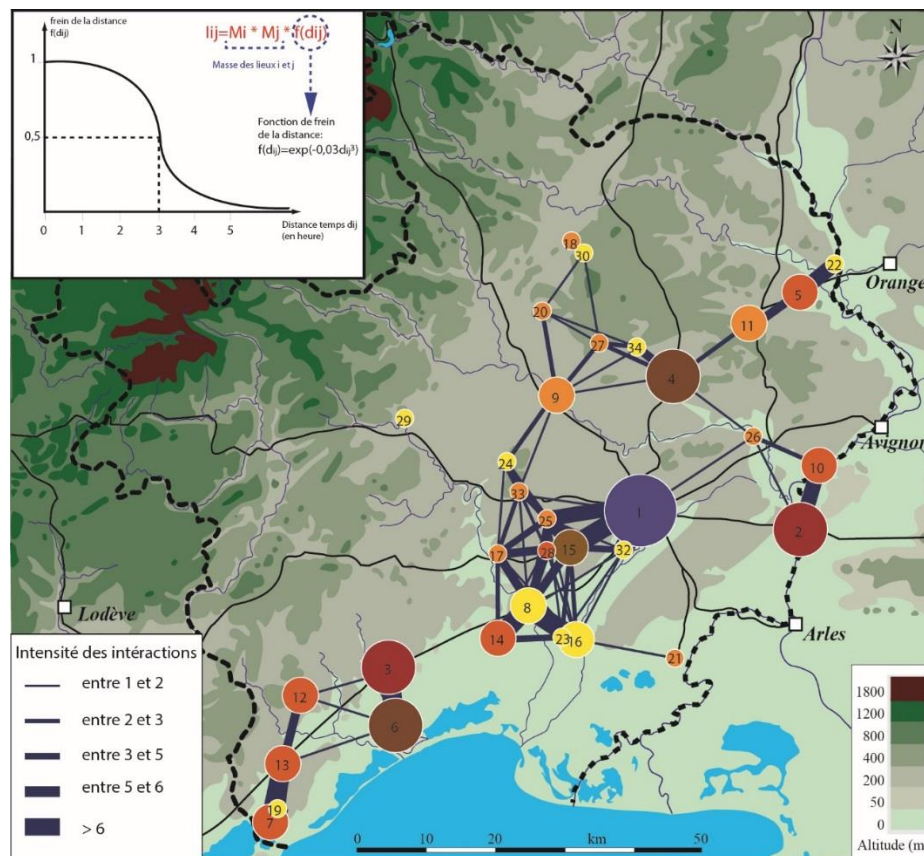 frein de la distance
f(dij)
Iij=Mi * Mj * f(dij)
Masse des lieux i et j
1
Fonction de frein
de la distance:
f(dij)=exp(-0,03dij³)
0,5
0 1 2 3 4 5
Distance temps dij
(en heure)
N
18
30
22
Orange
5
20
11
27
34
4
9
29
26
Avignon
24
10
33
1
25
2
17
28
15
32
Lodève
8
14
23
16
Arles
21
3
12
6
13
19
7
Intensité des intéractions
entre 1 et 2
entre 2 et 3
entre 3 et 5
entre 5 et 6
> 6
0 10 20 km 50
1800
1200
800
400
200
50
0
Altitude (m